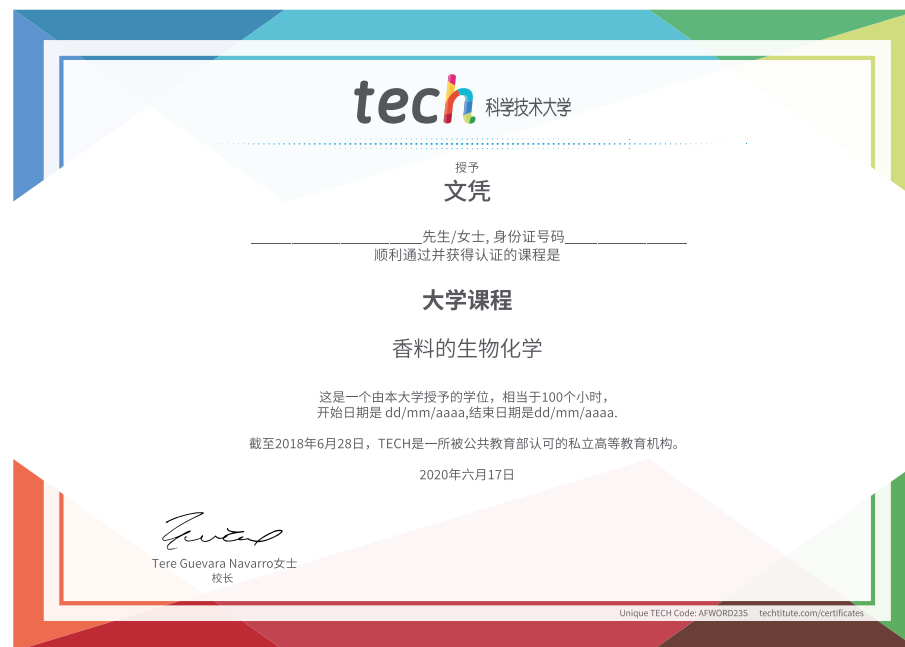 tech 科学技术大学
授予
文凭
________________________先生/女士, 身份证号码_________________
顺利通过并获得认证的课程是
大学课程
香料的生物化学
这是一个由本大学授予的学位，相当于100个小时，
开始日期是 dd/mm/aaaa,结束日期是dd/mm/aaaa.
截至2018年6月28日，TECH是一所被公共教育部认可的私立高等教育机构。
2020年六月17日
Tere Guevara Navarro女士
校长
Unique TECH Code: AFWORD23S techtitute.com/certificates